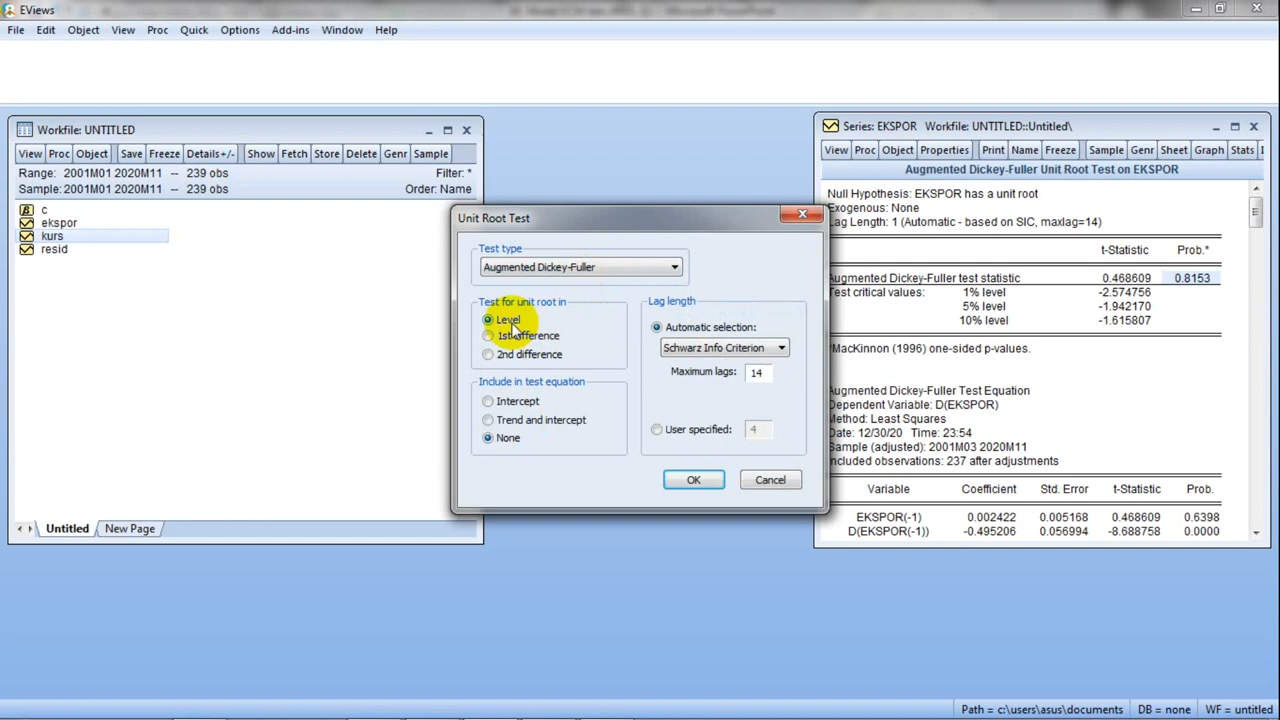 EViews
File Edit Object View Proc Quick Options Add-ins Window Help
Workfile: UNTITLED
View Proc Object Save Freeze Details+/- Show Fetch Store Delete Genr Sample
Range: 2001M01 2020M11 -- 239 obs Filter: *
Sample: 2001M01 2020M11 -- 239 obs Order: Name
c
ekspor
kurs
resid
Untitled New Page
Unit Root Test
Test type
Augmented Dickey-Fuller
Test for unit root in
Level
1st difference
2nd difference
Include in test equation
Intercept
Trend and intercept
None
Lag length
Automatic selection:
Schwarz Info Criterion
Maximum lags: 14
User specified: 4
OK Cancel
Series: EKSPOR Workfile: UNTITLED::Untitled\
View Proc Object Properties Print Name Freeze Sample Genr Sheet Graph Stats
Augmented Dickey-Fuller Unit Root Test on EKSPOR
Null Hypothesis: EKSPOR has a unit root
Exogenous: None
Lag Length: 1 (Automatic - based on SIC, maxlag=14)
t-Statistic Prob.*
Augmented Dickey-Fuller test statistic 0.468609 0.8153
Test critical values: 1% level -2.574756
5% level -1.942170
10% level -1.615807
*MacKinnon (1996) one-sided p-values.
Augmented Dickey-Fuller Test Equation
Dependent Variable: D(EKSPOR)
Method: Least Squares
Date: 12/30/20 Time: 23:54
Sample (adjusted): 2001M03 2020M11
Included observations: 237 after adjustments
Variable Coefficient Std. Error t-Statistic Prob.
EKSPOR(-1) 0.002422 0.005168 0.468609 0.6398
D(EKSPOR(-1)) -0.495206 0.056994 -8.688758 0.0000
Path = c:\users\asus\documents DB = none WF = untitled